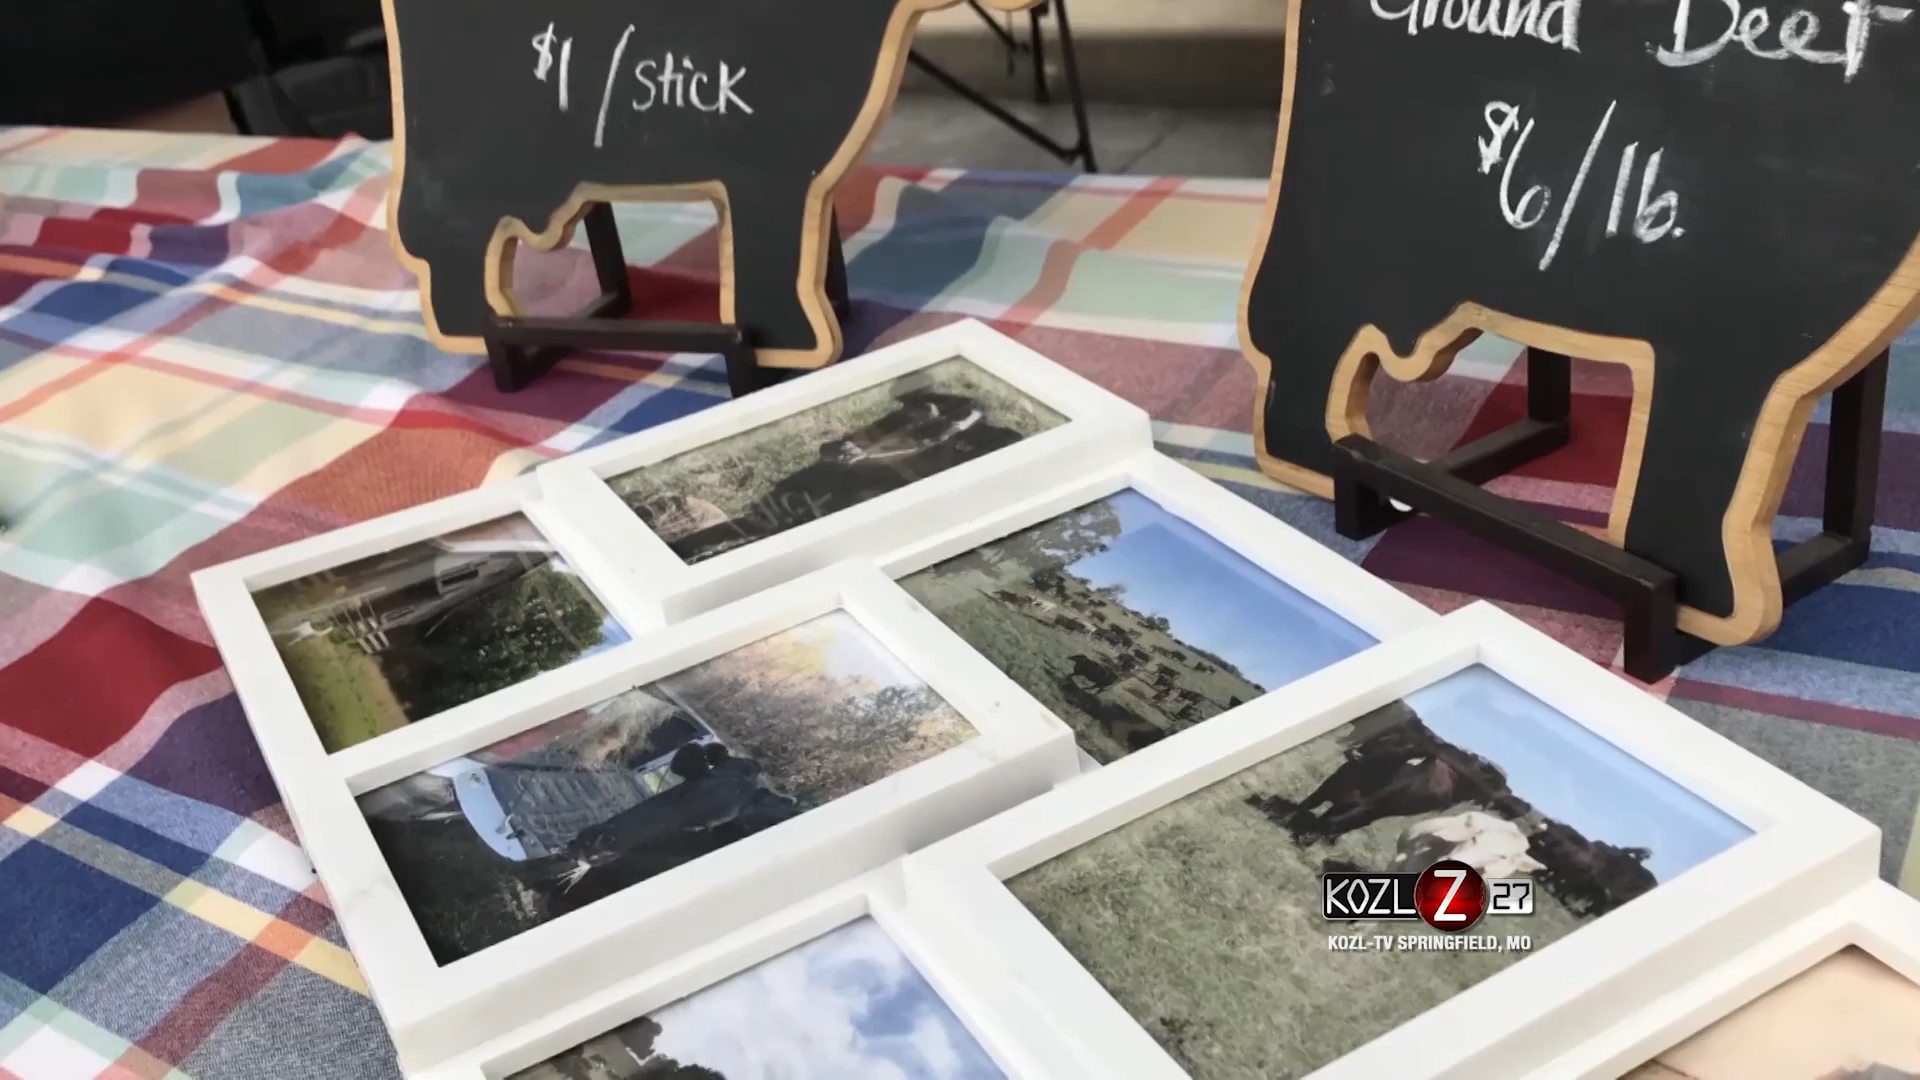 $1/stick
Ground Beef
$6/lb.
KOZL Z 27
KOZL-TV SPRINGFIELD, MO